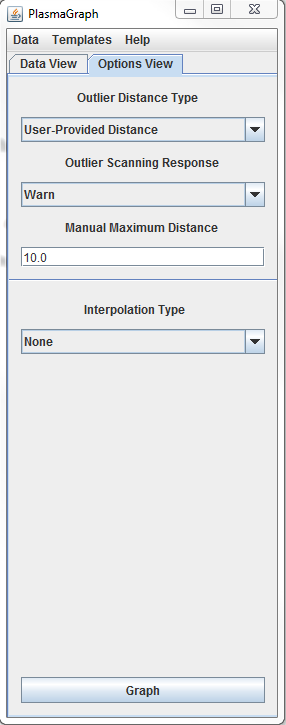 PlasmaGraph
Data Templates Help
Data View Options View
Outlier Distance Type
User-Provided Distance
Outlier Scanning Response
Warn
Manual Maximum Distance
10.0
Interpolation Type
None
Graph